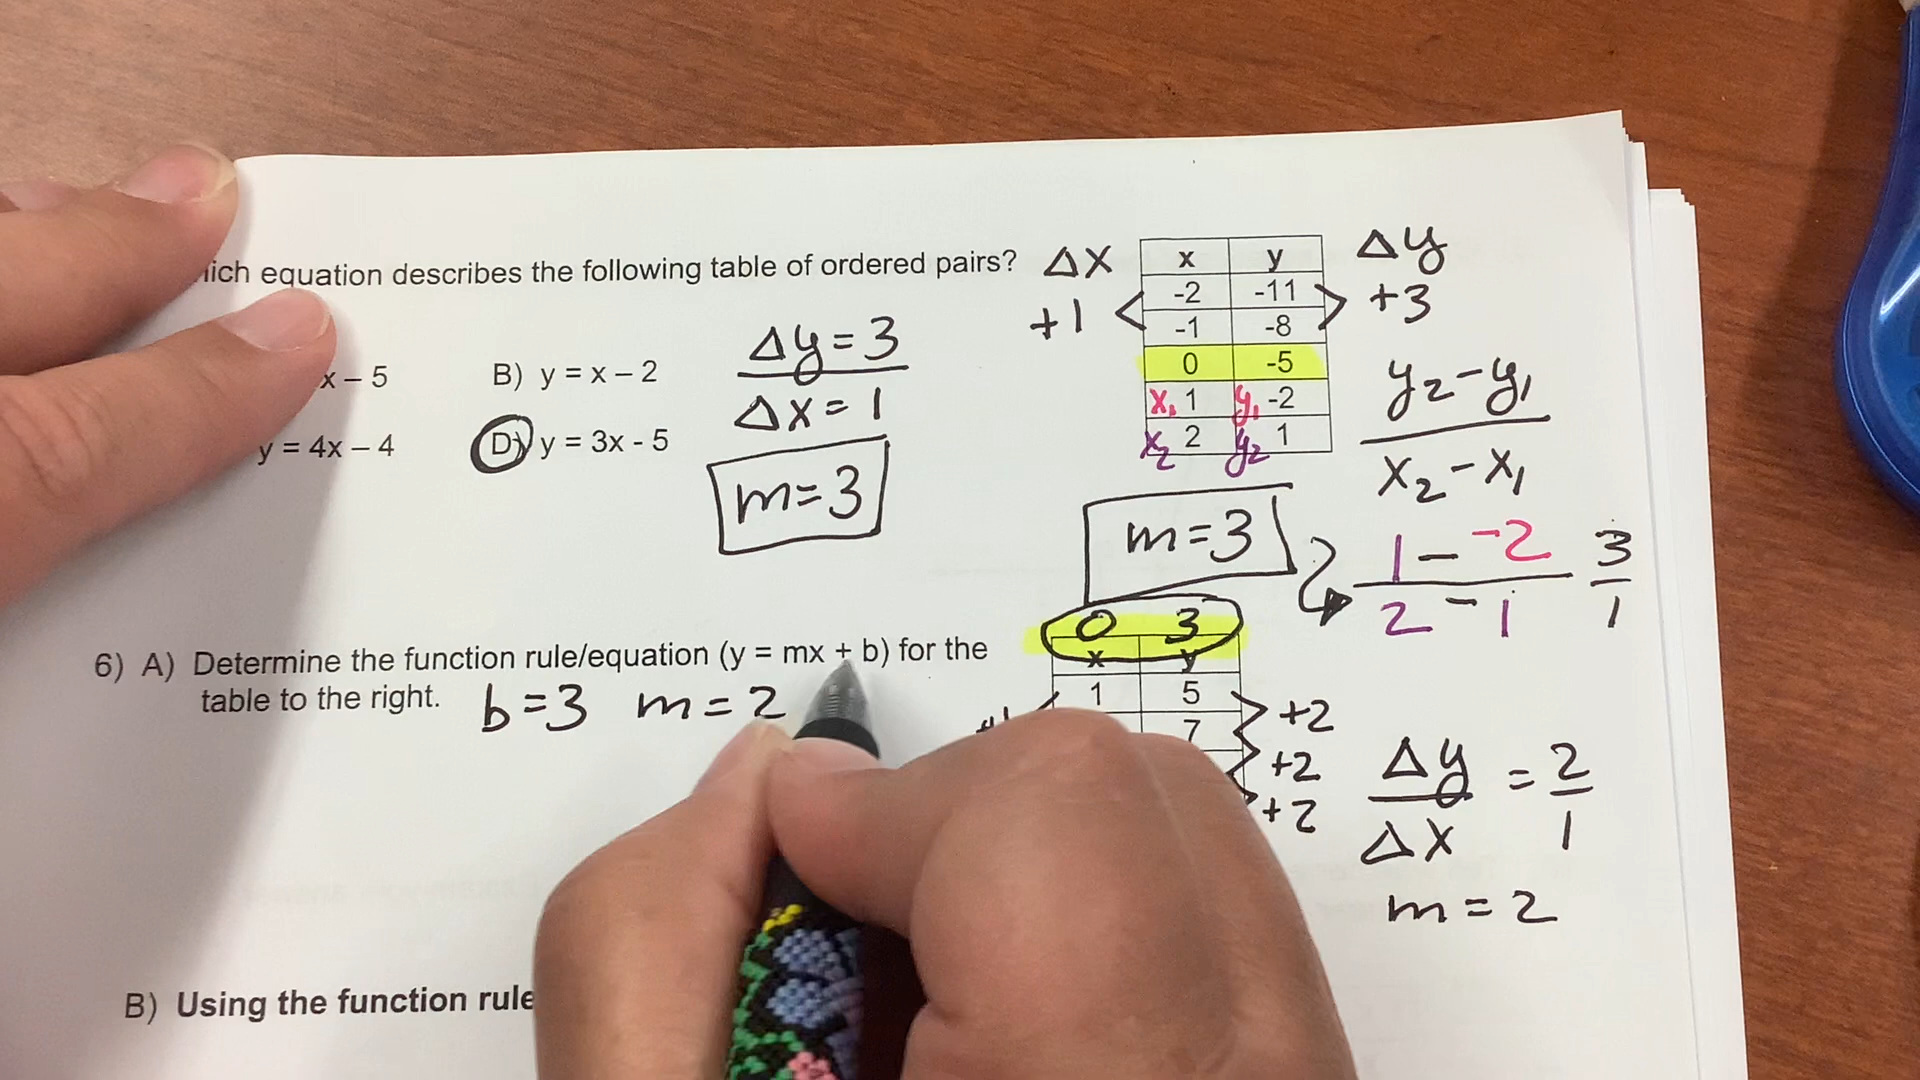 ich equation describes the following table of ordered pairs? Δx x y Δy
+1 -2 -11 +3
-1 -8
0 -5
x₁ 1 y₁ -2
x₂ 2 y₂ 1
x – 5 B) y = x – 2
y = 4x – 4 D) y = 3x - 5
Δy = 3
Δx = 1
m=3
y₂ - y₁
x₂ - x₁
m=3
1 - -2 3
2 - 1 1
0 3
6) A) Determine the function rule/equation (y = mx + b) for the x y
table to the right. b=3 m=2
1 5
7
+2
+2
+2
Δy = 2
Δx 1
m = 2
B) Using the function rule